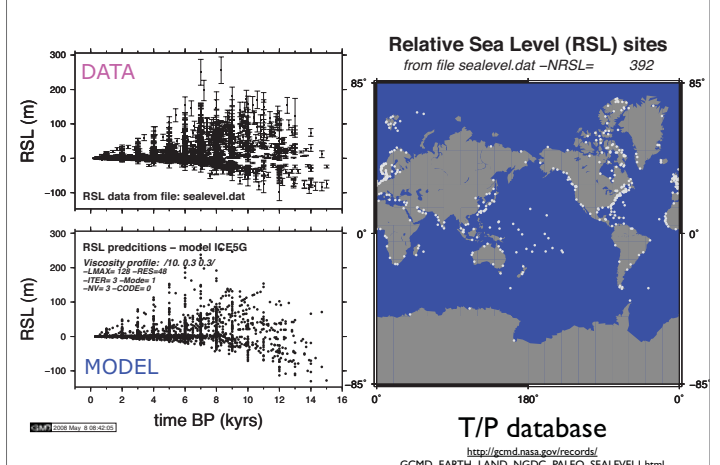 DATA
300
200
100
0
−100
RSL (m)
RSL data from file: sealevel.dat
RSL predcitions − model ICE5G
Viscosity profile: /10. 0.3 0.3/
−LMAX= 128 −RES=48
−ITER= 3 −Mode= 1
−NV= 3 −CODE= 0
300
200
100
0
−100
RSL (m)
MODEL
0 2 4 6 8 10 12 14 16
time BP (kyrs)
GMD 2008 May 8 08:42:05
Relative Sea Level (RSL) sites
from file sealevel.dat −NRSL= 392
85˚ 85˚
0˚ 0˚
−85˚ −85˚
0˚ 180˚ 0˚
T/P database
http://gcmd.nasa.gov/records/
GCMD_EARTH_LAND_NGDC_PALEO_SEALEVEL1.html